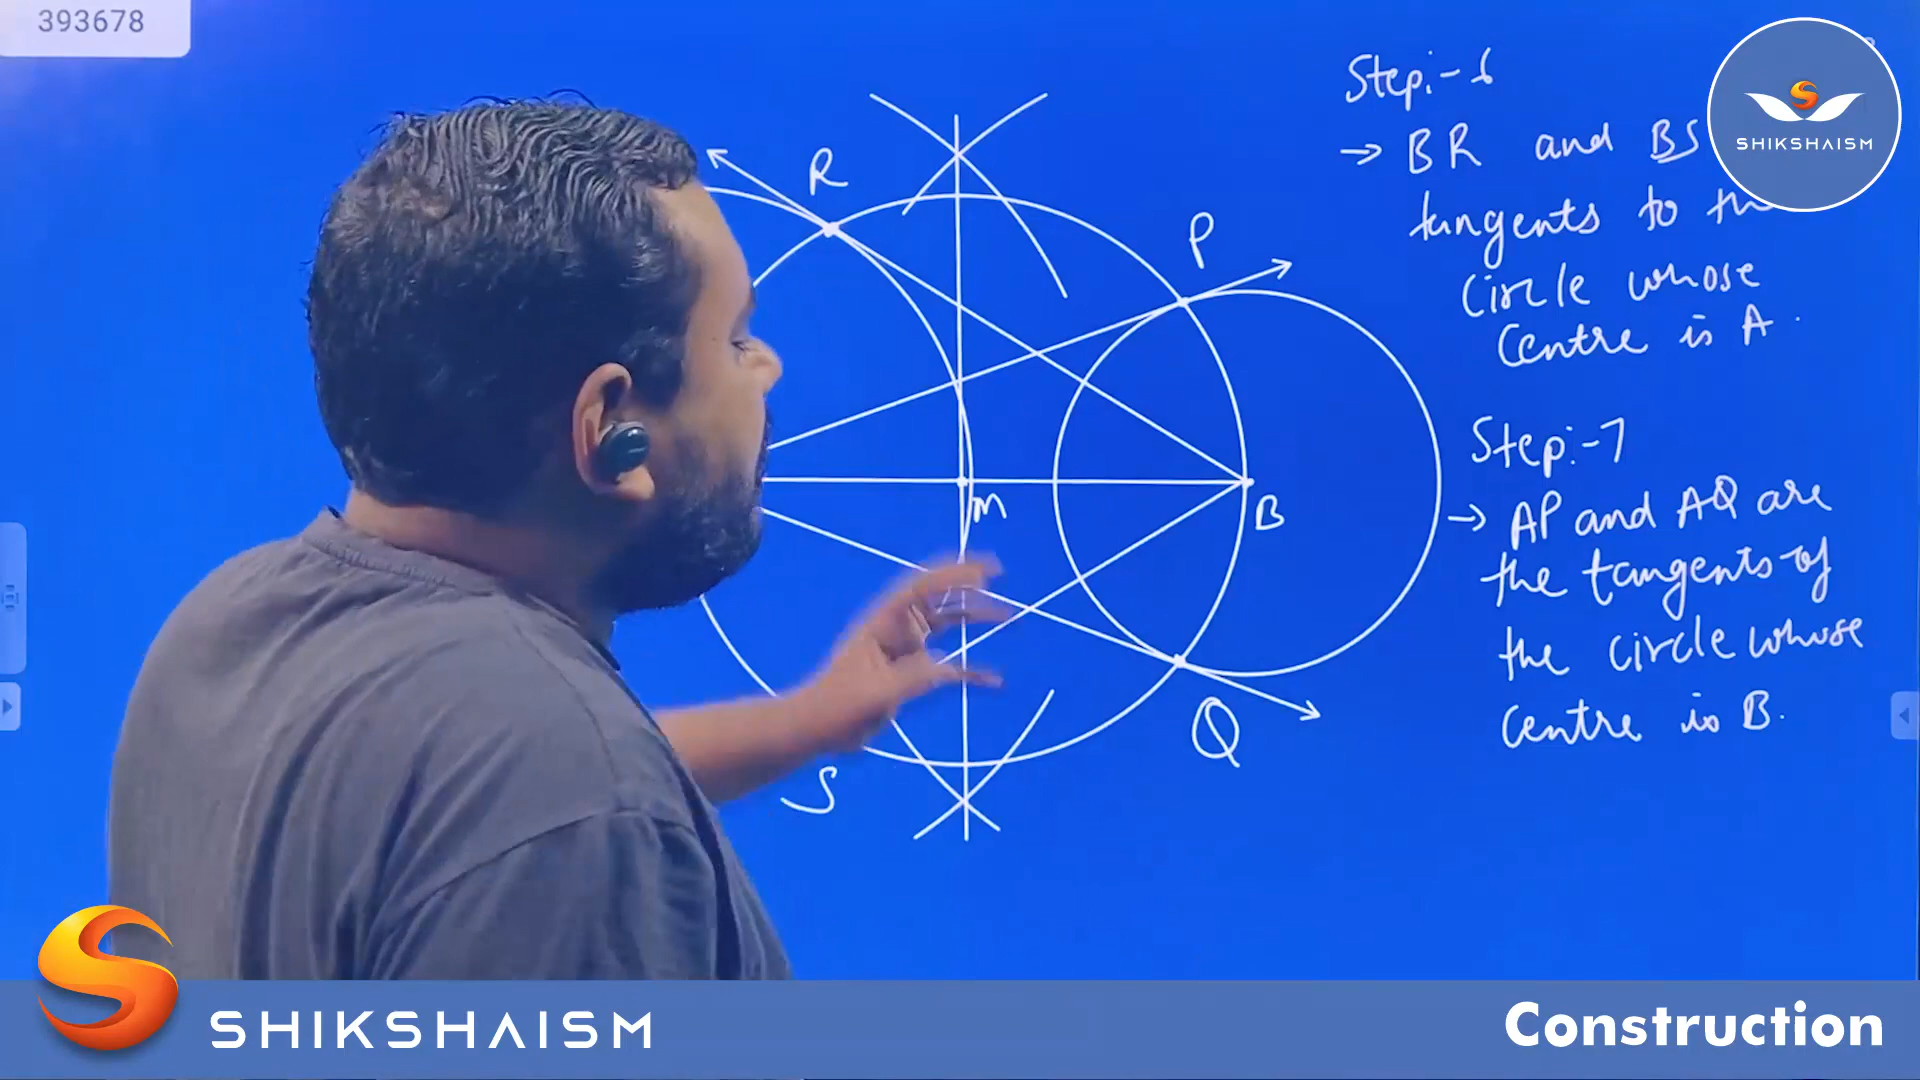 393678
Step:-6
→ BR and BS
tangents to th
Circle whose
Centre is A.
Step:-7
→ AP and AQ are
the tangents of
the circle whose
centre is B.
R
P
M
B
Q
S
SHIKSHAISM
SHIKSHAISM
Construction